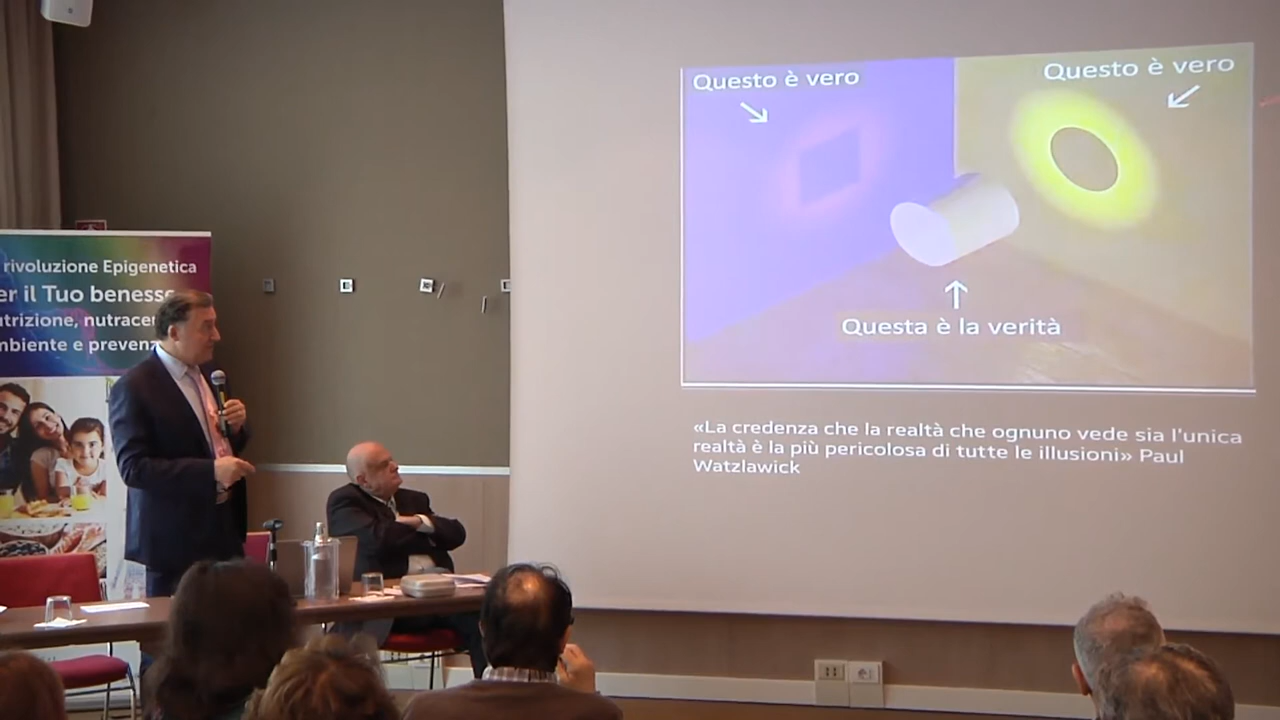 Questo è vero
Questo è vero
Questa è la verità
«La credenza che la realtà che ognuno vede sia l'unica
realtà è la più pericolosa di tutte le illusioni» Paul
Watzlawick
rivoluzione Epigenetica
er il Tuo benesse
utrizione, nutrace
mbiente e prevenz